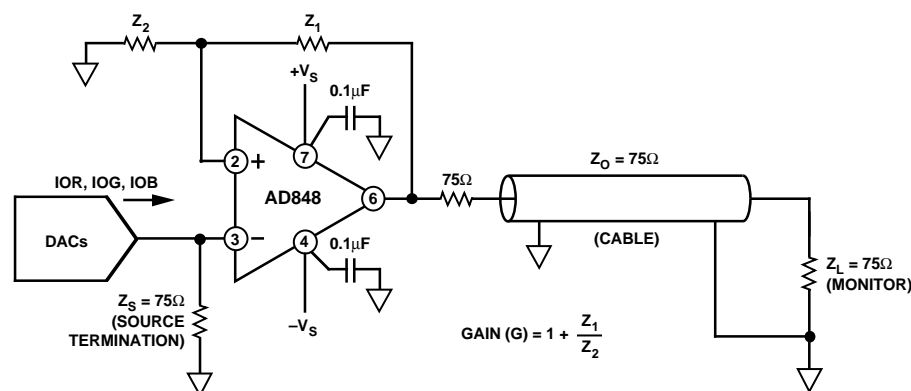 Z2
Z1
+VS
0.1µF
7
2
+
AD848
6
75Ω
ZO = 75Ω
IOR, IOG, IOB
DACs
3
–
4
0.1µF
(CABLE)
ZS = 75Ω
(SOURCE
TERMINATION)
–VS
ZL = 75Ω
(MONITOR)
GAIN (G) = 1 + Z1
Z2